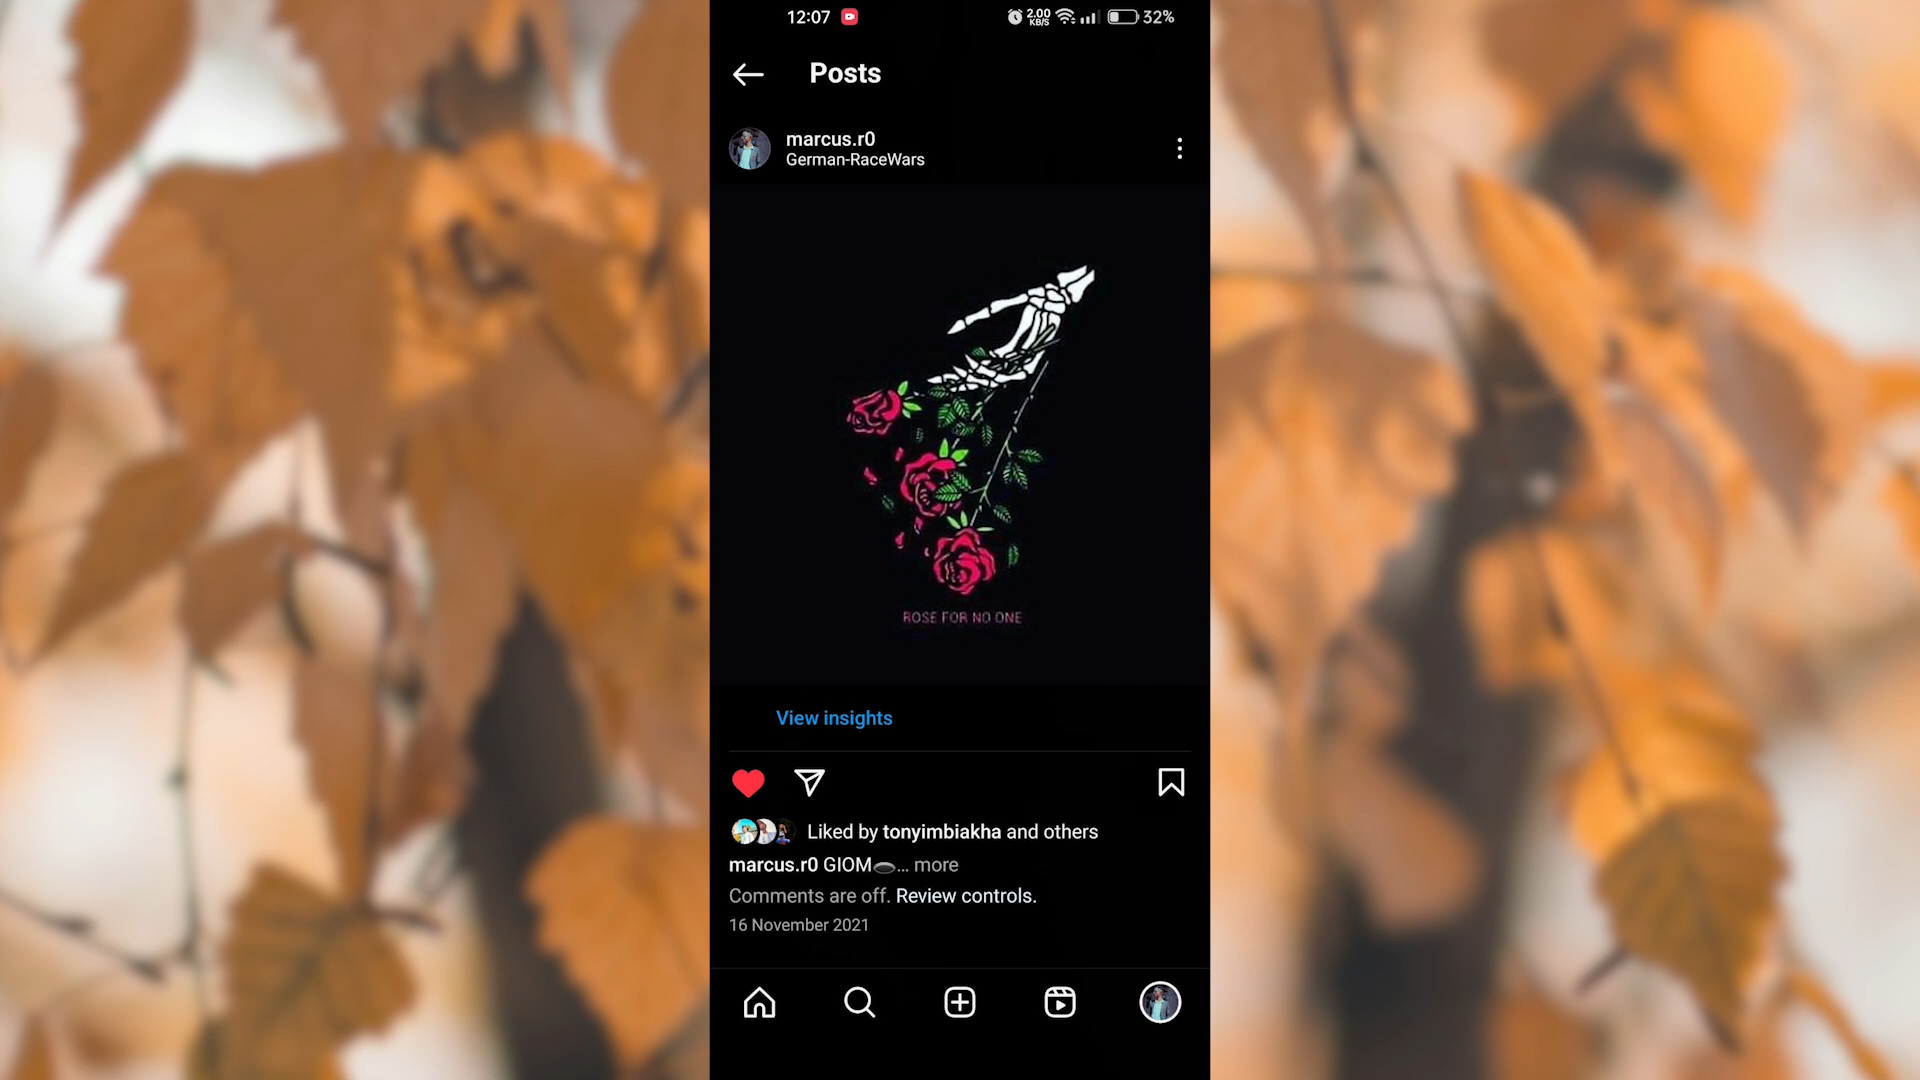 12:07
2.00
KB/S
32%
Posts
marcus.r0
German-RaceWars
ROSE FOR NO ONE
View insights
Liked by tonyimbiakha and others
marcus.r0 GIOM🕳️... more
Comments are off. Review controls.
16 November 2021